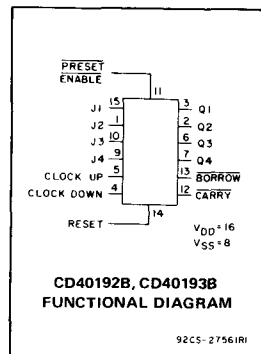 PRESET
ENABLE
11
J1 15 3 Q1
J2 1 2 Q2
J3 10 6 Q3
J4 9 7 Q4
CLOCK UP 5 13 BORROW
CLOCK DOWN 4 12 CARRY
RESET 14
VDD=16
VSS=8
CD40192B, CD40193B
FUNCTIONAL DIAGRAM
92CS-27561R1